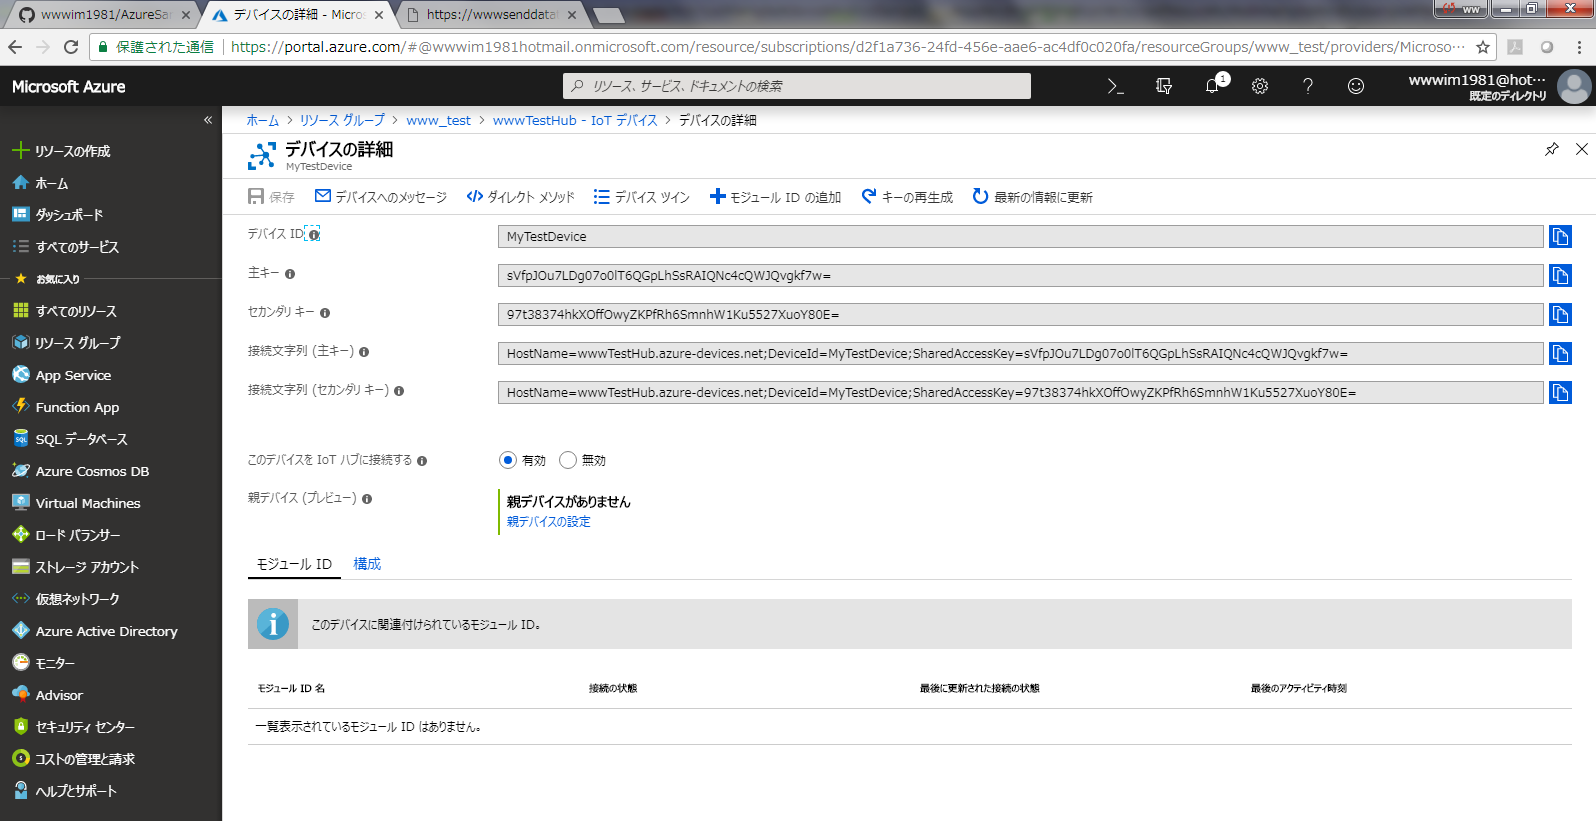 wwwim1981/AzureSar
デバイスの詳細 - Micros
https://wwwsenddatal
ww
保護された通信
https://portal.azure.com/#@wwwim1981hotmail.onmicrosoft.com/resource/subscriptions/d2f1a736-24fd-456e-aae6-ac4df0c020fa/resourceGroups/www_test/providers/Microso…
Microsoft Azure
リソース、サービス、ドキュメントの検索
1
wwwim1981@hot…
既定のディレクトリ
ホーム > リソース グループ > www_test > wwwTestHub - IoT デバイス > デバイスの詳細
デバイスの詳細
MyTestDevice
保存
デバイスへのメッセージ
ダイレクト メソッド
デバイス ツイン
モジュール ID の追加
キーの再生成
最新の情報に更新
リソースの作成
ホーム
ダッシュボード
すべてのサービス
お気に入り
すべてのリソース
リソース グループ
App Service
Function App
SQL データベース
Azure Cosmos DB
Virtual Machines
ロード バランサー
ストレージ アカウント
仮想ネットワーク
Azure Active Directory
モニター
Advisor
セキュリティ センター
コストの管理と請求
ヘルプとサポート
デバイス ID
MyTestDevice
主キー
sVfpJOu7LDg07o0lT6QGpLhSsRAIQNc4cQWJQvgkf7w=
セカンダリ キー
97t38374hkXOffOwyZKPfRh6SmnhW1Ku5527XuoY80E=
接続文字列 (主キー)
HostName=wwwTestHub.azure-devices.net;DeviceId=MyTestDevice;SharedAccessKey=sVfpJOu7LDg07o0lT6QGpLhSsRAIQNc4cQWJQvgkf7w=
接続文字列 (セカンダリ キー)
HostName=wwwTestHub.azure-devices.net;DeviceId=MyTestDevice;SharedAccessKey=97t38374hkXOffOwyZKPfRh6SmnhW1Ku5527XuoY80E=
このデバイスを IoT ハブに接続する
有効
無効
親デバイス (プレビュー)
親デバイスがありません
親デバイスの設定
モジュール ID
構成
このデバイスに関連付けられているモジュール ID。
モジュール ID 名
接続の状態
最後に更新された接続の状態
最後のアクティビティ時刻
一覧表示されているモジュール ID はありません。